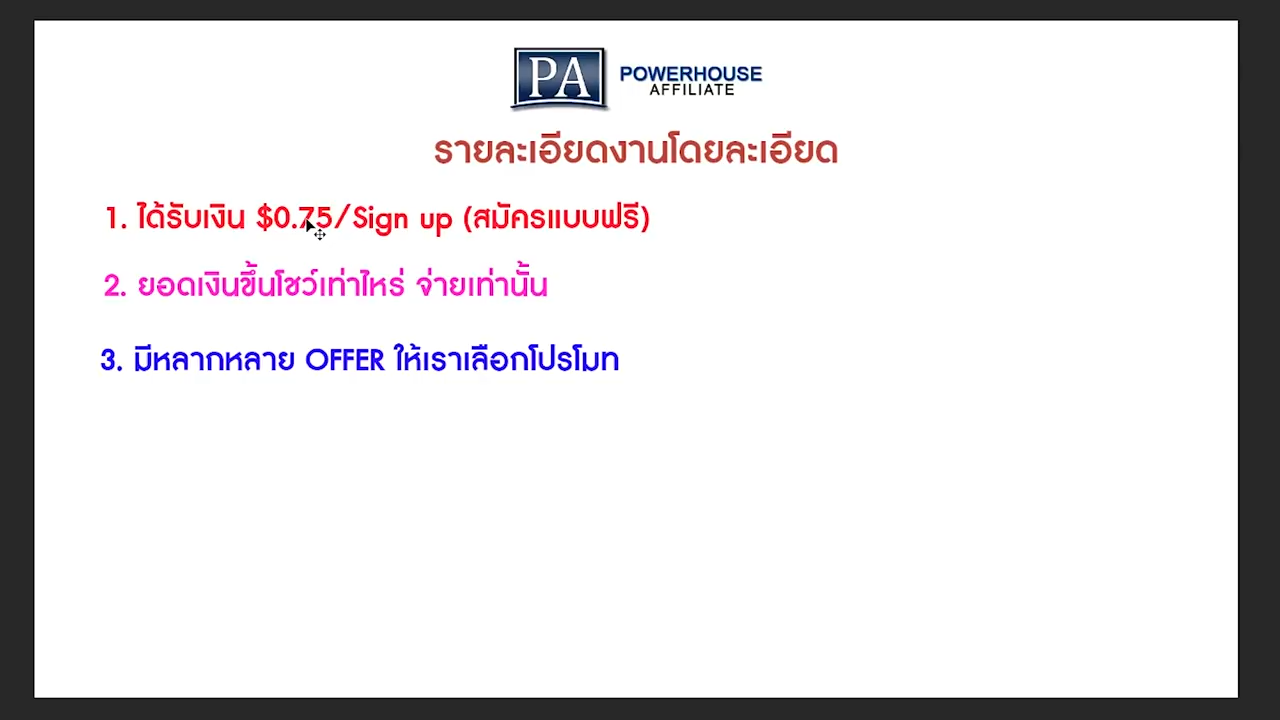 PA
POWERHOUSE
AFFILIATE
รายละเอียดงานโดยละเอียด
1. ได้รับเงิน $0.75/Sign up (สมัครแบบฟรี)
2. ยอดเงินขึ้นโชว์เท่าไหร่ จ่ายเท่านั้น
3. มีหลากหลาย OFFER ให้เราเลือกโปรโมท